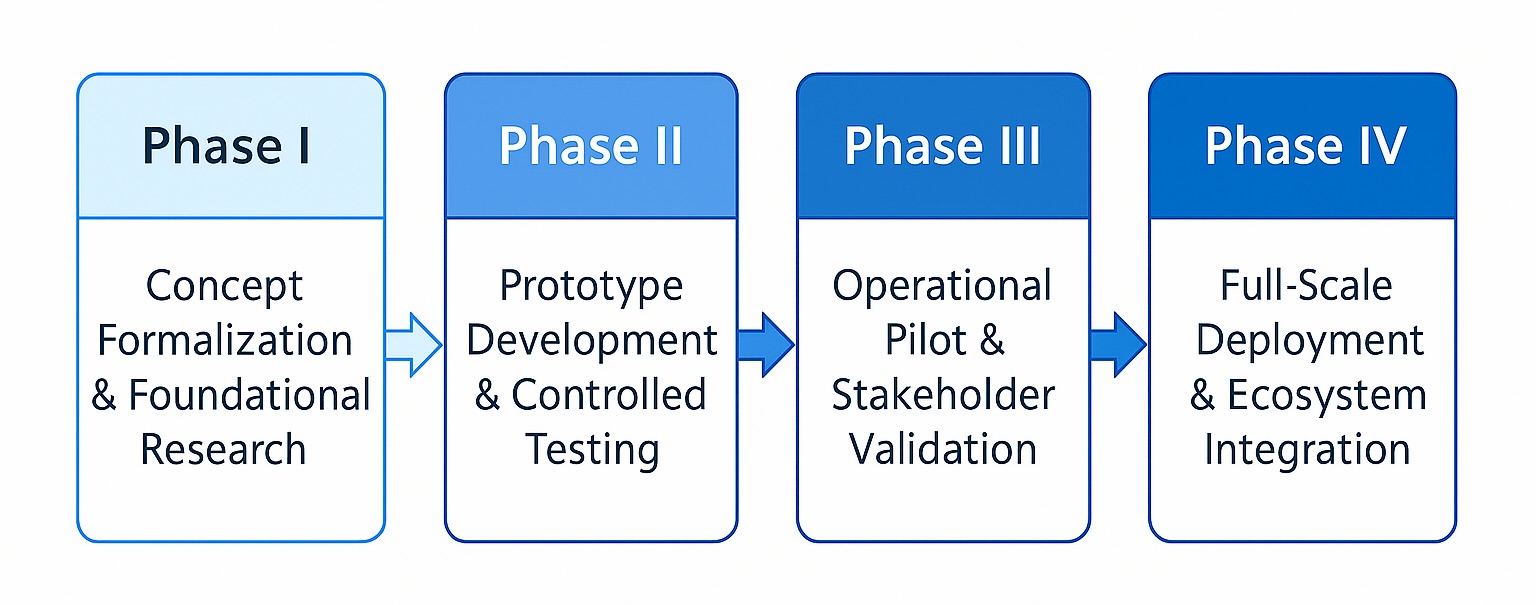 Phase I
Concept
Formalization
& Foundational
Research
Phase II
Prototype
Development
& Controlled
Testing
Phase III
Operational
Pilot &
Stakeholder
Validation
Phase IV
Full-Scale
Deployment
& Ecosystem
Integration